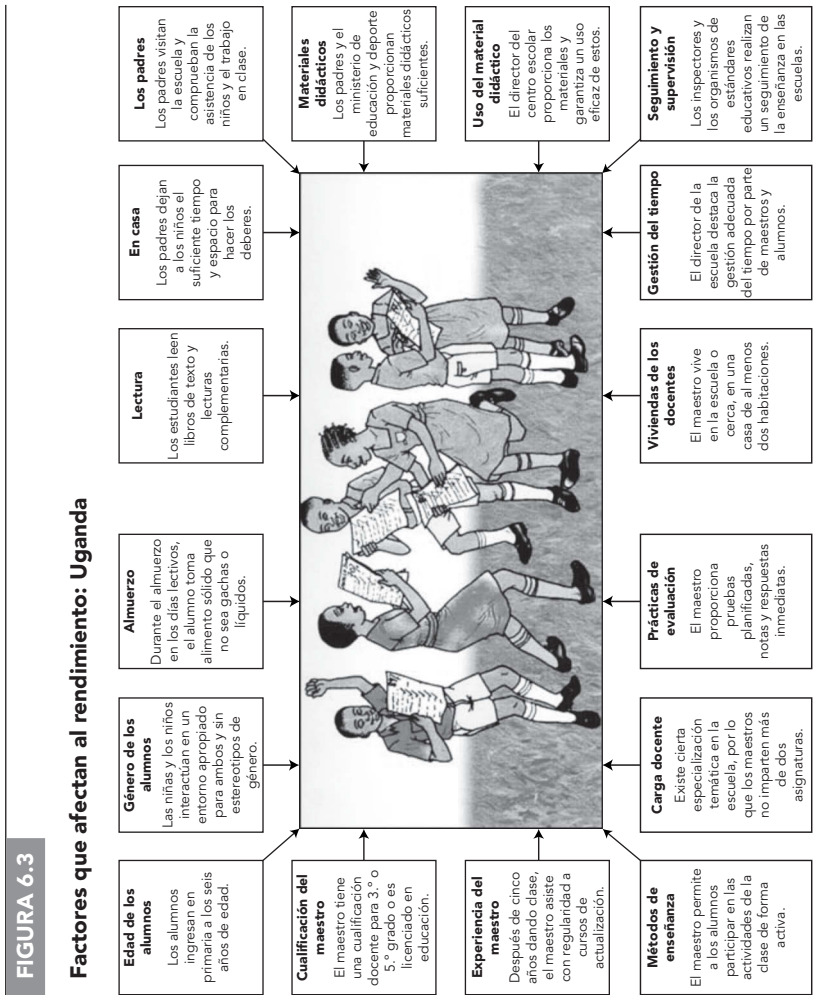 FIGURA 6.3
Factores que afectan al rendimiento: Uganda
Edad de los
alumnos
Los alumnos
ingresan en
primaria a los seis
años de edad.
Género de los
alumnos
Las niñas y los niños
interactúan en un
entorno apropiado
para ambos y sin
estereotipos de
género.
Almuerzo
Durante el almuerzo
en los días lectivos,
el alumno toma
alimento sólido que
no sea gachas o
líquidos.
Lectura
Los estudiantes leen
libros de texto y
lecturas
complementarias.
En casa
Los padres dejan
a los niños el
suficiente tiempo
y espacio para
hacer los
deberes.
Los padres
Los padres visitan
la escuela y
comprueban la
asistencia de los
niños y el trabajo
en clase.
Cualificación del
maestro
El maestro tiene
una cualificación
docente para 3.º o
5.º grado o es
licenciado en
educación.
Materiales
didácticos
Los padres y el
ministerio de
educación y deporte
proporcionan
materiales didácticos
suficientes.
Experiencia del
maestro
Después de cinco
años dando clase,
el maestro asiste
con regularidad a
cursos de
actualización.
Uso del material
didáctico
El director del
centro escolar
proporciona los
materiales y
garantiza un uso
eficaz de estos.
Métodos de
enseñanza
El maestro permite
a los alumnos
participar en las
actividades de la
clase de forma
activa.
Carga docente
Existe cierta
especialización
temática en la
escuela, por lo
que los maestros
no imparten más
de dos
asignaturas.
Prácticas de
evaluación
El maestro
proporciona
pruebas
planificadas,
notas y respuestas
inmediatas.
Viviendas de los
docentes
El maestro vive
en la escuela o
cerca, en una
casa de al menos
dos habitaciones.
Gestión del tiempo
El director de la
escuela destaca la
gestión adecuada
del tiempo por parte
de maestros y
alumnos.
Seguimiento y
supervisión
Los inspectores y
los organismos de
estándares
educativos realizan
un seguimiento de
la enseñanza en las
escuelas.